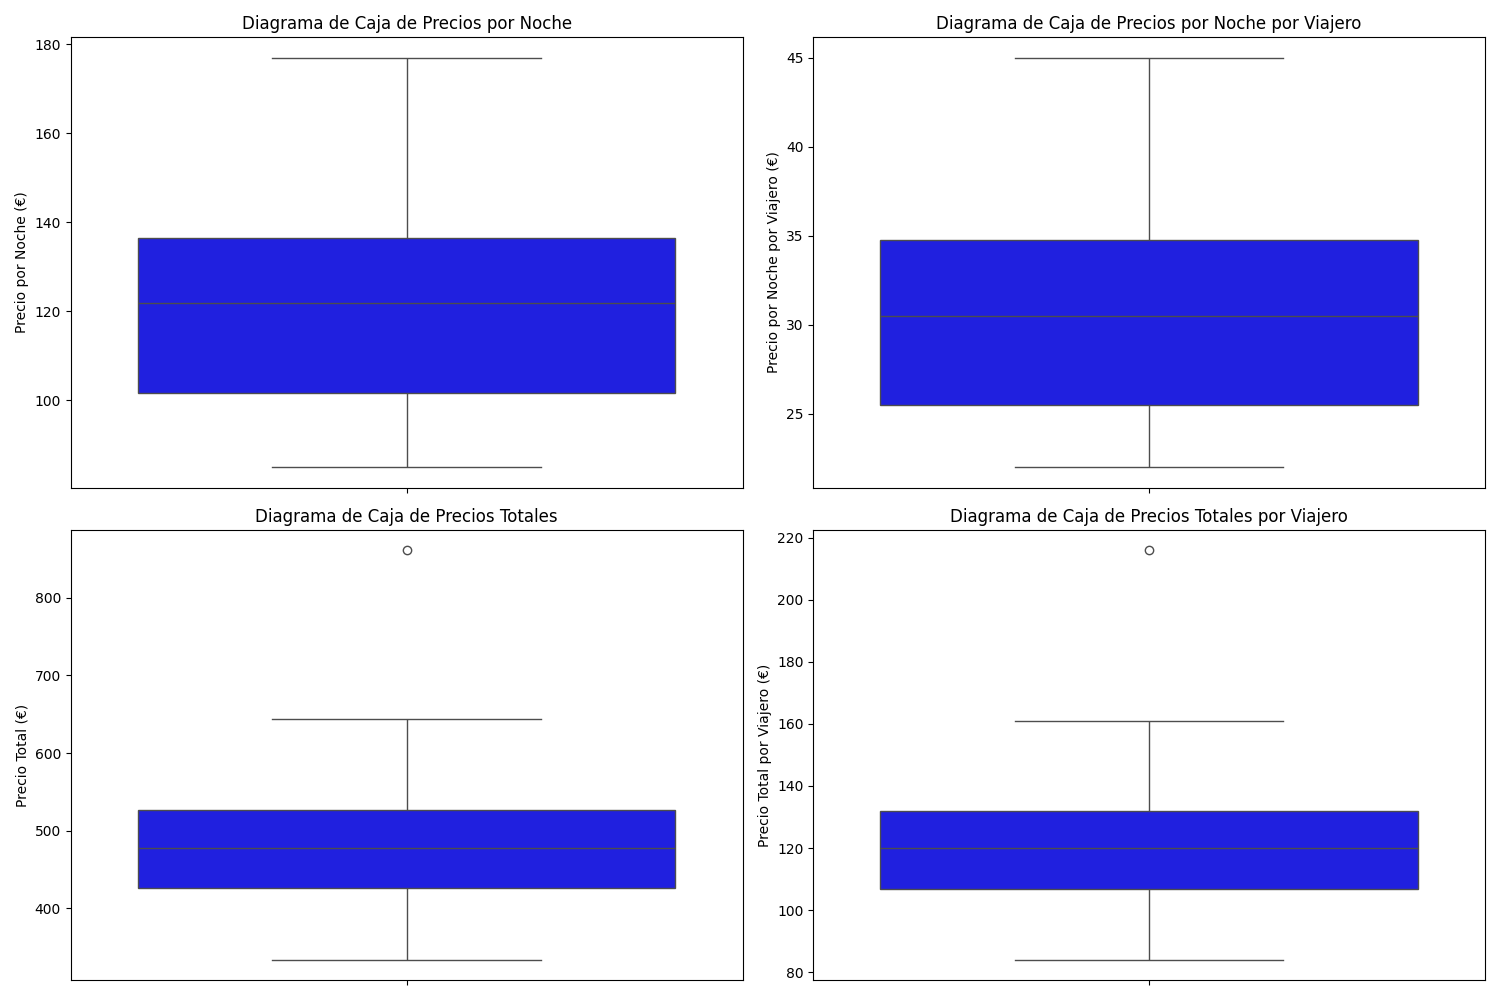 Diagrama de Caja de Precios por Noche
180
160
140
120
100
Precio por Noche (€)
Diagrama de Caja de Precios por Noche por Viajero
45
40
35
30
25
Precio por Noche por Viajero (€)
Diagrama de Caja de Precios Totales
800
700
600
500
400
Precio Total (€)
Diagrama de Caja de Precios Totales por Viajero
220
200
180
160
140
120
100
80
Precio Total por Viajero (€)